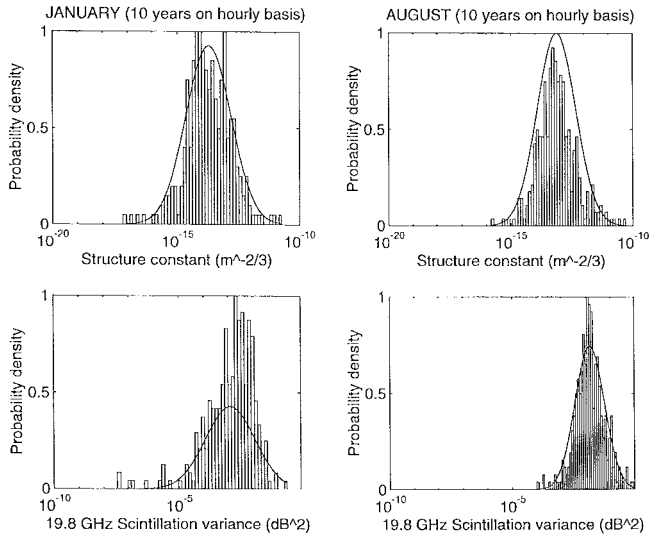 JANUARY (10 years on hourly basis)
1
0.5
0
Probability density
10^-20
10^-15
10^-10
Structure constant (m^-2/3)
AUGUST (10 years on hourly basis)
1
0.5
0
Probability density
10^-20
10^-15
10^-10
Structure constant (m^-2/3)
1
0.5
0
Probability density
10^-10
10^-5
19.8 GHz Scintillation variance (dB^2)
1
0.5
0
Probability density
10^-10
10^-5
19.8 GHz Scintillation variance (dB^2)